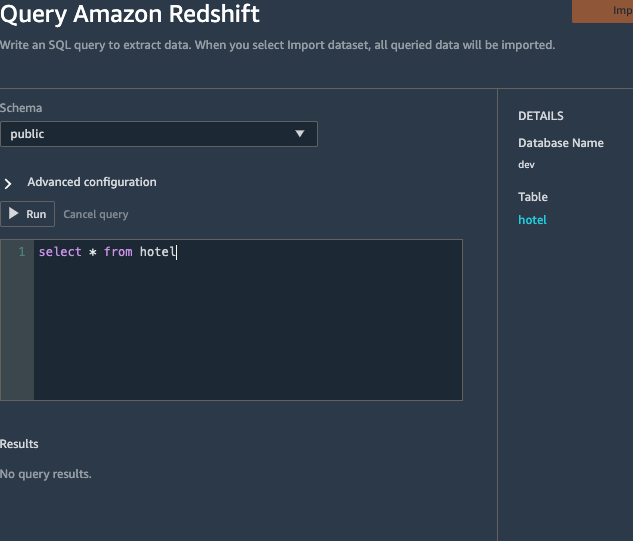 Query Amazon Redshift
Imp
Write an SQL query to extract data. When you select Import dataset, all queried data will be imported.
Schema
public
Advanced configuration
Run Cancel query
1 select * from hotel
Results
No query results.
DETAILS
Database Name
dev
Table
hotel